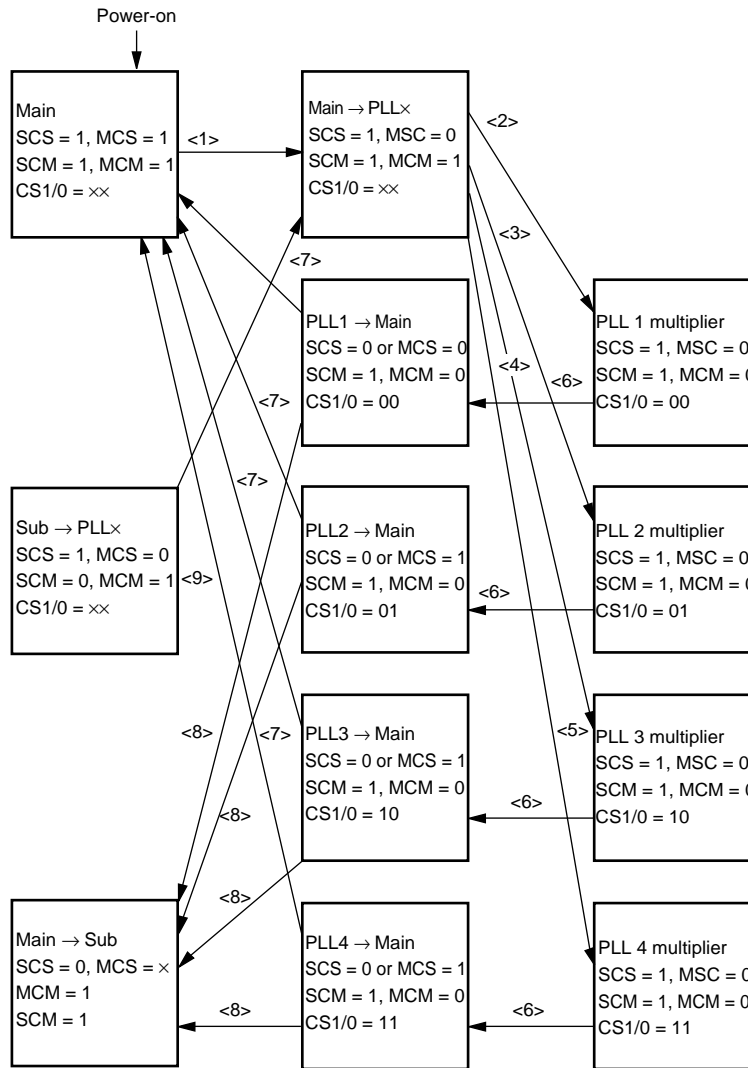 Power-on
Main
SCS = 1, MCS = 1
SCM = 1, MCM = 1
CS1/0 = ××
<1>
Main → PLL×
SCS = 1, MSC = 0
SCM = 1, MCM = 1
CS1/0 = ××
<2>
<3>
<7>
PLL1 → Main
SCS = 0 or MCS = 0
SCM = 1, MCM = 0
CS1/0 = 00
<4>
<6>
PLL 1 multiplier
SCS = 1, MSC = 0
SCM = 1, MCM = 0
CS1/0 = 00
<7>
<7>
Sub → PLL×
SCS = 1, MCS = 0
SCM = 0, MCM = 1
CS1/0 = ××
<9>
PLL2 → Main
SCS = 0 or MCS = 1
SCM = 1, MCM = 0
CS1/0 = 01
<6>
PLL 2 multiplier
SCS = 1, MSC = 0
SCM = 1, MCM = 0
CS1/0 = 01
<8>
<7>
<8>
PLL3 → Main
SCS = 0 or MCS = 1
SCM = 1, MCM = 0
CS1/0 = 10
<5>
<6>
PLL 3 multiplier
SCS = 1, MSC = 0
SCM = 1, MCM = 0
CS1/0 = 10
<8>
Main → Sub
SCS = 0, MCS = ×
MCM = 1
SCM = 1
<8>
PLL4 → Main
SCS = 0 or MCS = 1
SCM = 1, MCM = 0
CS1/0 = 11
<6>
PLL 4 multiplier
SCS = 1, MSC = 0
SCM = 1, MCM = 0
CS1/0 = 11